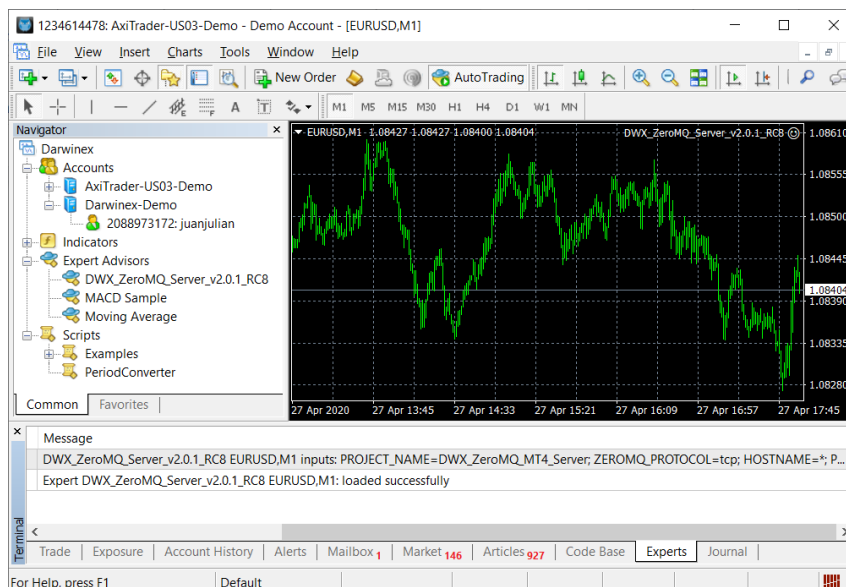 1234614478: AxiTrader-US03-Demo - Demo Account - [EURUSD,M1]
File View Insert Charts Tools Window Help
New Order AutoTrading
A T M1 M5 M15 M30 H1 H4 D1 W1 MN
Navigator
Darwinex
Accounts
AxiTrader-US03-Demo
Darwinex-Demo
2088973172: juanjulian
Indicators
Expert Advisors
DWX_ZeroMQ_Server_v2.0.1_RC8
MACD Sample
Moving Average
Scripts
Examples
PeriodConverter
Common Favorites
EURUSD,M1 1.08427 1.08427 1.08400 1.08404 DWX_ZeroMQ_Server_v2.0.1_RC8
1.08610
1.08555
1.08500
1.08445
1.08404
1.08390
1.08335
1.08280
27 Apr 2020 27 Apr 13:45 27 Apr 14:33 27 Apr 15:21 27 Apr 16:09 27 Apr 16:57 27 Apr 17:45
Message
DWX_ZeroMQ_Server_v2.0.1_RC8 EURUSD,M1 inputs: PROJECT_NAME=DWX_ZeroMQ_MT4_Server; ZEROMQ_PROTOCOL=tcp; HOSTNAME=*; P...
Expert DWX_ZeroMQ_Server_v2.0.1_RC8 EURUSD,M1: loaded successfully
Terminal
Trade Exposure Account History Alerts Mailbox 1 Market 146 Articles 927 Code Base Experts Journal
For Help, press F1 Default